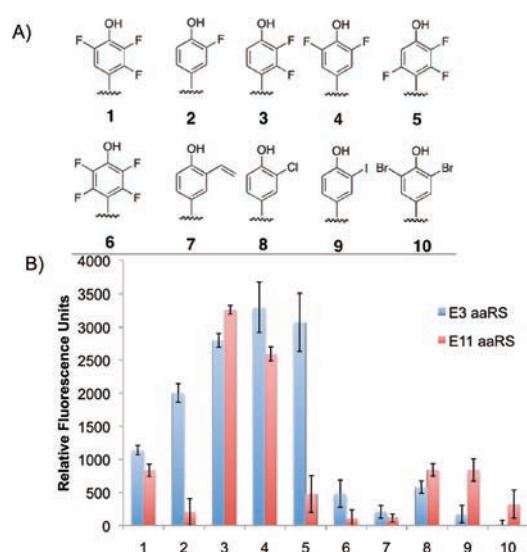 A)
OH OH OH OH OH
F F F F F F F
F F F F
1 2 3 4 5
OH OH OH OH OH
F F Cl I Br Br
F F
6 7 8 9 10
B)
Relative Fluorescence Units
4000
3500
3000
2500
2000
1500
1000
500
0
E3 aaRS
E11 aaRS
1 2 3 4 5 6 7 8 9 10